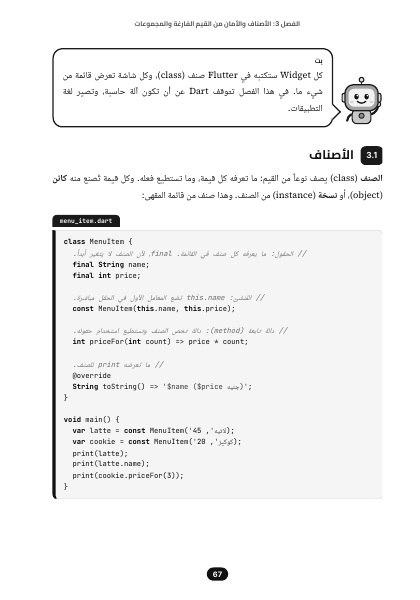 الفصل 3: الأصناف والأمان من القيم الفارغة والمجموعات
بت
كل Widget ستكتبه في Flutter صنف (class)، وكل شاشة تعرض قائمة من
شيء ما. في هذا الفصل تتوقف Dart عن أن تكون آلة حاسبة، وتصير لغة
التطبيقات.
3.1 الأصناف
الصنف (class) يصف نوعاً من القيم: ما تعرفه كل قيمة، وما تستطيع فعله. وكل قيمة تُصنع منه كائن
(object)، أو نسخة (instance) من الصنف. وهذا صنف من قائمة المقهى:
menu_item.dart
class MenuItem {
// الحقول: ما يعرفه كل صنف في القائمة. final، لأن الصنف لا يتغير أبداً.
final String name;
final int price;
// المُنشئ: this.name تضع المعامل الأول في الحقل مباشرة.
const MenuItem(this.name, this.price);
// دالة تابعة (method): دالة تخص الصنف وتستطيع استخدام حقوله.
int priceFor(int count) => price * count;
// ما تعرضه print للصنف.
@override
String toString() => '$name ($price جنيه)';
}
void main() {
var latte = const MenuItem('لاتيه', 45);
var cookie = const MenuItem('كوكيز', 20);
print(latte);
print(latte.name);
print(cookie.priceFor(3));
}
67